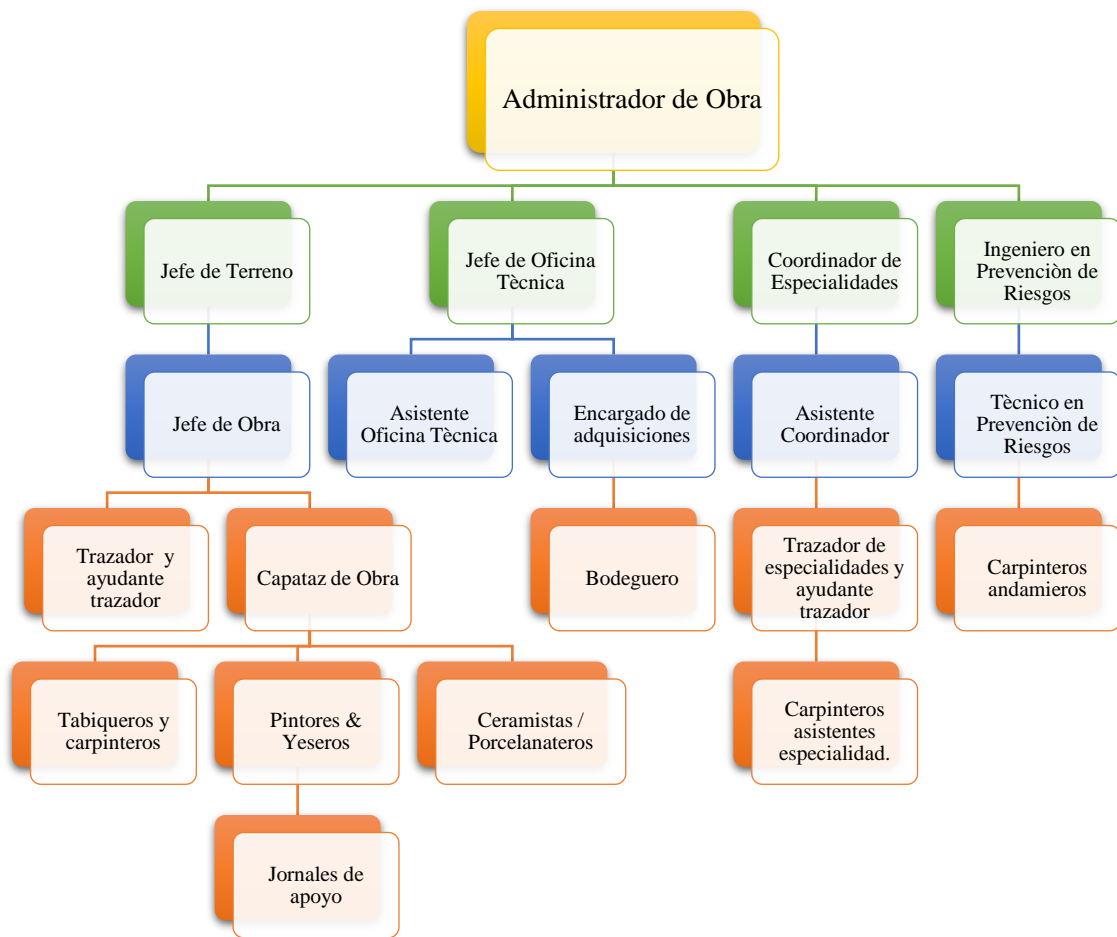 Administrador de Obra
Jefe de Terreno
Jefe de Oficina
Tècnica
Coordinador de
Especialidades
Ingeniero en
Prevenciòn de
Riesgos
Jefe de Obra
Asistente
Oficina Tècnica
Encargado de
adquisiciones
Asistente
Coordinador
Tècnico en
Prevenciòn de
Riesgos
Trazador y
ayudante
trazador
Capataz de Obra
Bodeguero
Trazador de
especialidades y
ayudante
trazador
Carpinteros
andamieros
Tabiqueros y
carpinteros
Pintores &
Yeseros
Ceramistas /
Porcelanateros
Carpinteros
asistentes
especialidad.
Jornales de
apoyo